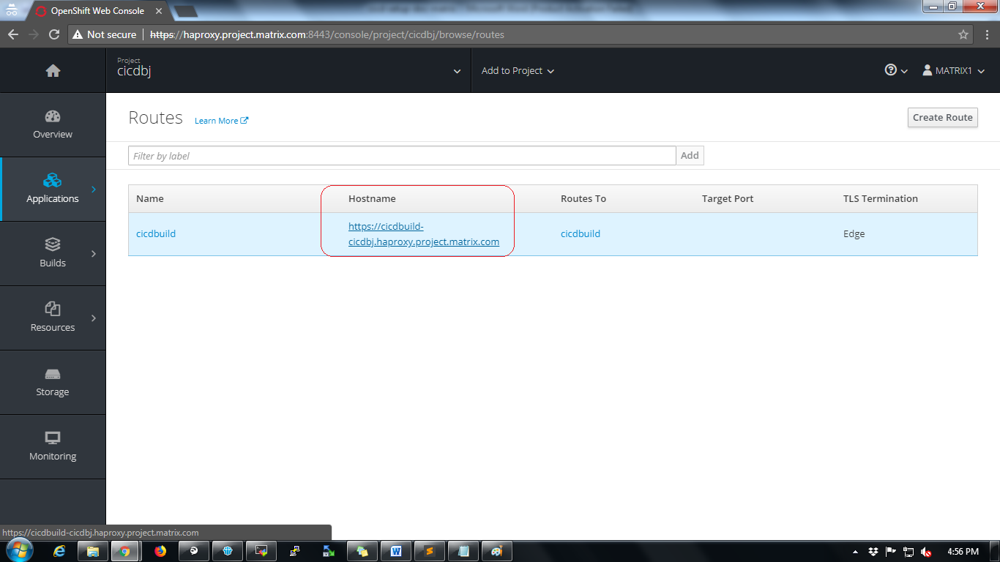 OpenShift Web Console
Not secure https://haproxy.project.matrix.com:8443/console/project/cicdbj/browse/routes
Project
cicdbj
Add to Project
MATRIX1
Overview
Applications
Builds
Resources
Storage
Monitoring
Routes Learn More
Create Route
Filter by label Add
Name Hostname Routes To Target Port TLS Termination
cicdbuild https://cicdbuild-
cicdbj.haproxy.project.matrix.com cicdbuild Edge
https://cicdbuild-cicdbj.haproxy.project.matrix.com
4:56 PM